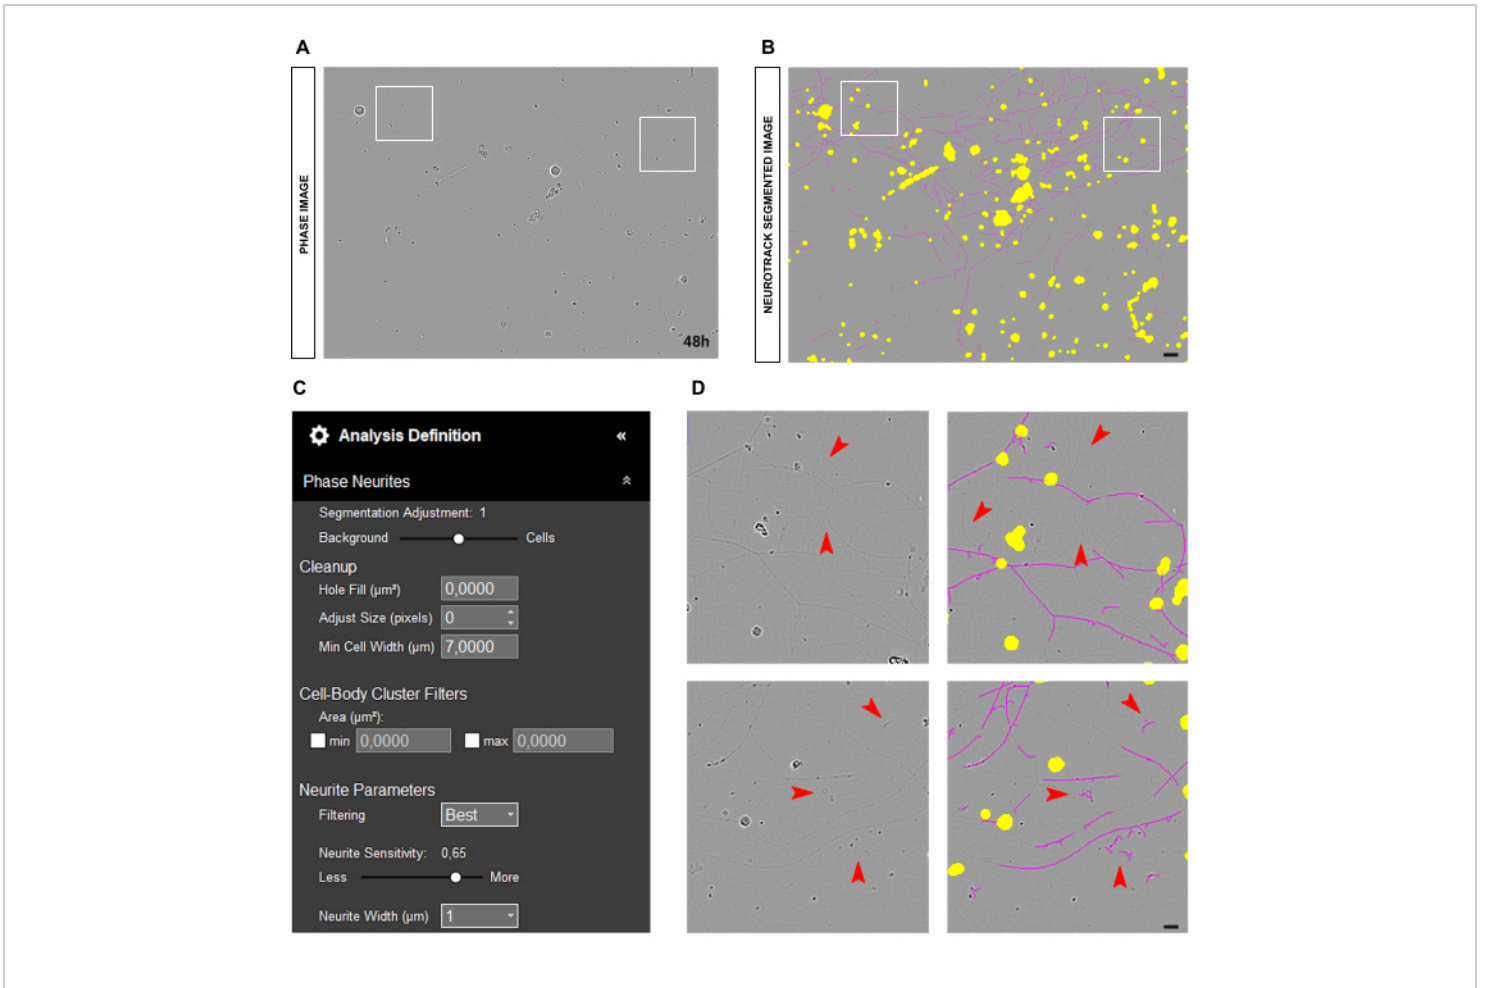 A
B
PHASE IMAGE
48h
NEUROTRACK SEGMENTED IMAGE
C
D
Analysis Definition «
Phase Neurites
Segmentation Adjustment: 1
Background Cells
Cleanup
Hole Fill (µm²) 0,0000
Adjust Size (pixels) 0
Min Cell Width (µm) 7,0000
Cell-Body Cluster Filters
Area (µm²):
min 0,0000 max 0,0000
Neurite Parameters
Filtering Best
Neurite Sensitivity: 0,65
Less More
Neurite Width (µm) 1